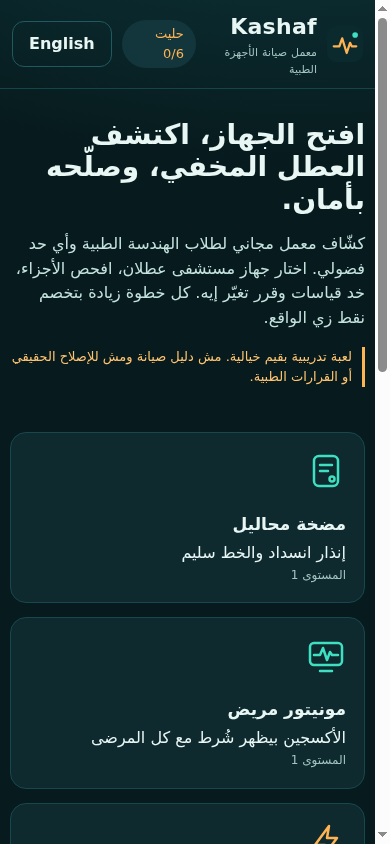 Kashaf
معمل صيانة الأجهزة
الطبية
حليت
0/6
English
افتح الجهاز، اكتشف
العطل المخفي، وصلّحه
بأمان.
كشّاف معمل مجاني لطلاب الهندسة الطبية وأي حد
فضولي. اختار جهاز مستشفى عطلان، افحص الأجزاء،
خد قياسات وقرر تغيّر إيه. كل خطوة زيادة بتخصم
نقط زي الواقع.
لعبة تدريبية بقيم خيالية. مش دليل صيانة ومش للإصلاح الحقيقي
أو القرارات الطبية.
مضخة محاليل
إنذار انسداد والخط سليم
المستوى 1
مونيتور مريض
الأكسجين بيظهر شُرط مع كل المرضى
المستوى 1